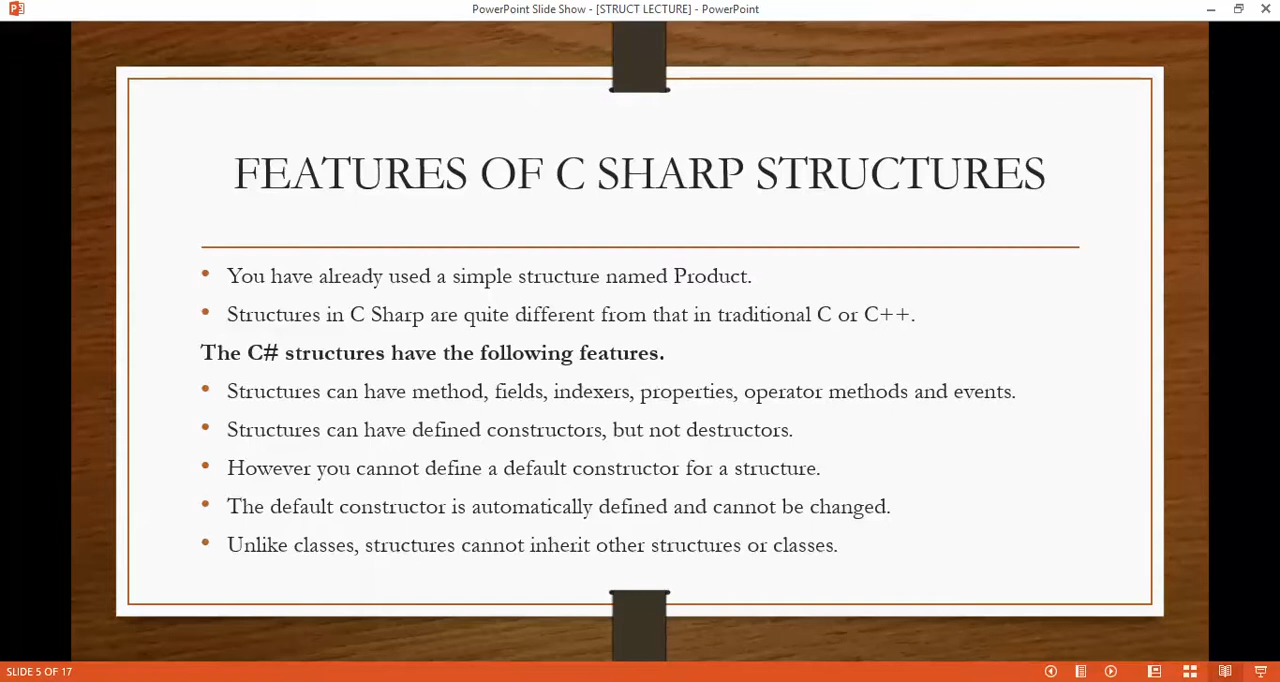 PowerPoint Slide Show - [STRUCT LECTURE] - PowerPoint
FEATURES OF C SHARP STRUCTURES
• You have already used a simple structure named Product.
• Structures in C Sharp are quite different from that in traditional C or C++.
The C# structures have the following features.
• Structures can have method, fields, indexers, properties, operator methods and events.
• Structures can have defined constructors, but not destructors.
• However you cannot define a default constructor for a structure.
• The default constructor is automatically defined and cannot be changed.
• Unlike classes, structures cannot inherit other structures or classes.
SLIDE 5 OF 17